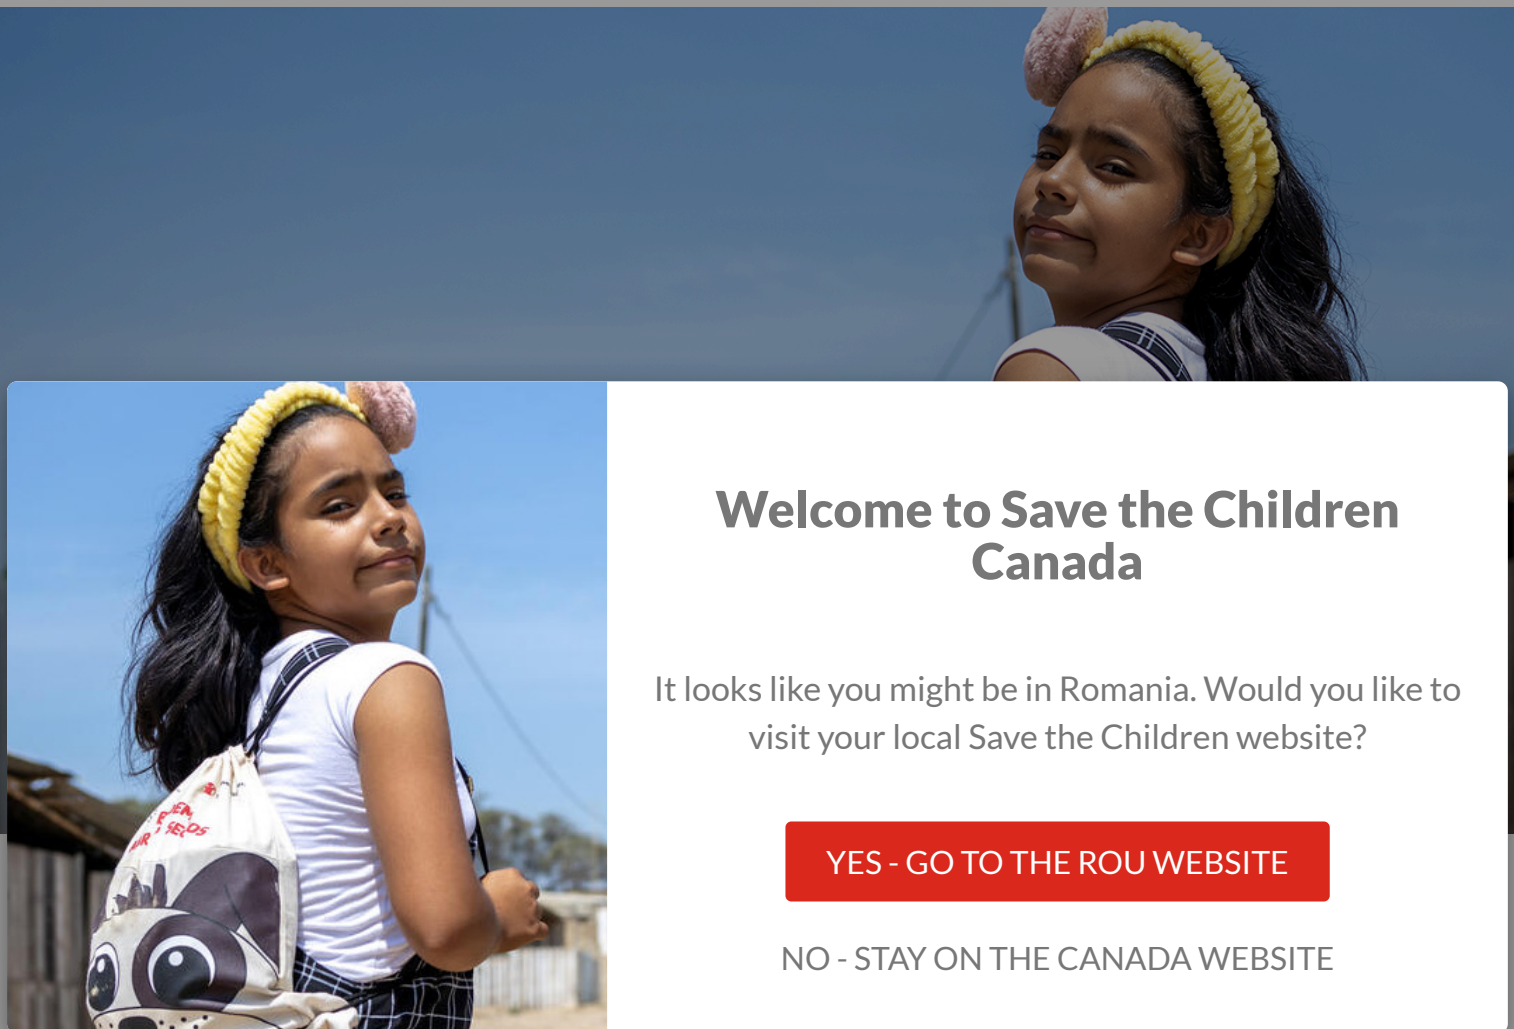 Welcome to Save the Children
Canada
It looks like you might be in Romania. Would you like to
visit your local Save the Children website?
YES - GO TO THE ROU WEBSITE
NO - STAY ON THE CANADA WEBSITE